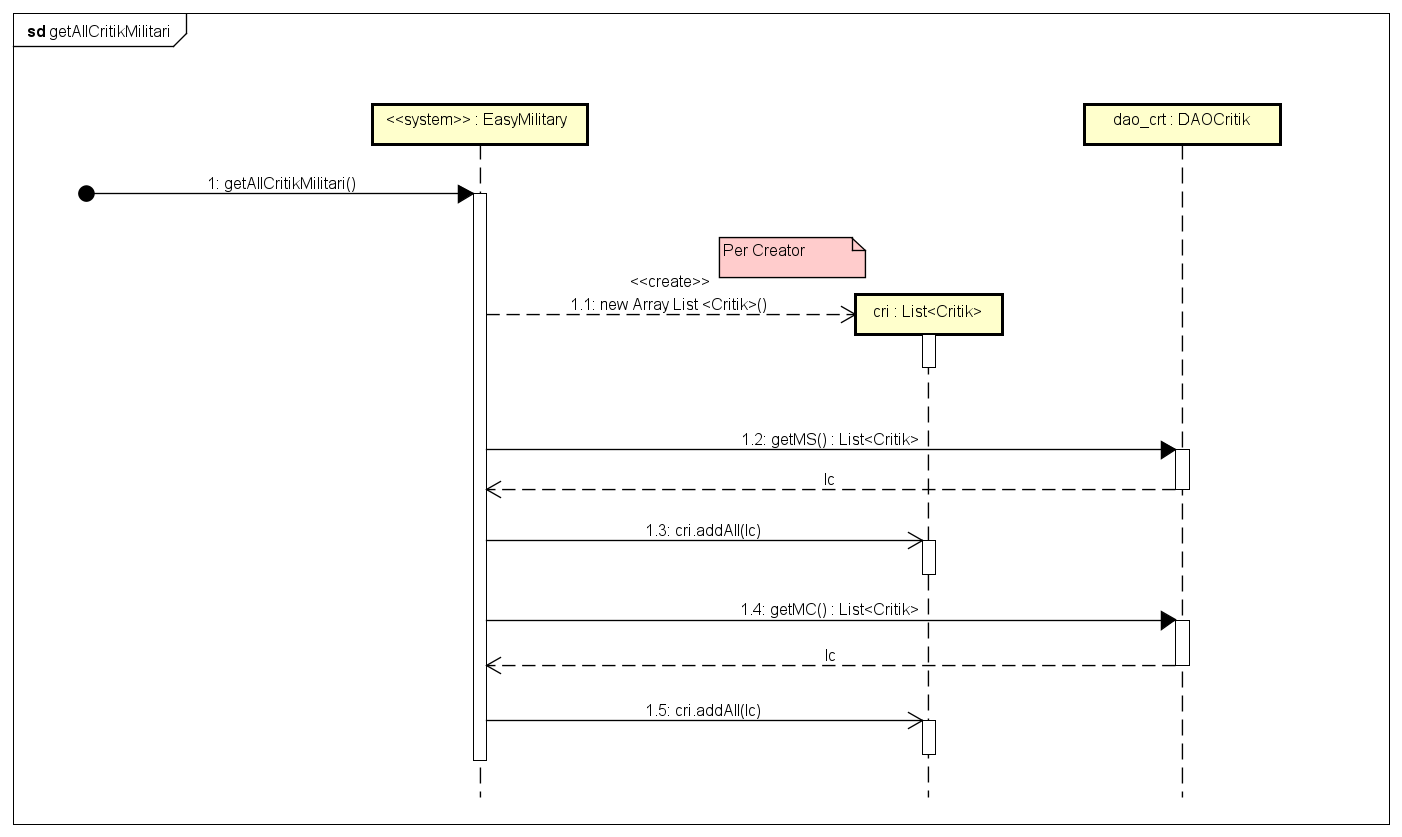 sd getAllCritikMilitari
<<system>> : EasyMilitary
dao_crt : DAOCritik
1: getAllCritikMilitari()
Per Creator
<<create>>
1.1: new Array List <Critik>()
cri : List<Critik>
1.2: getMS() : List<Critik>
lc
1.3: cri.addAll(lc)
1.4: getMC() : List<Critik>
lc
1.5: cri.addAll(lc)